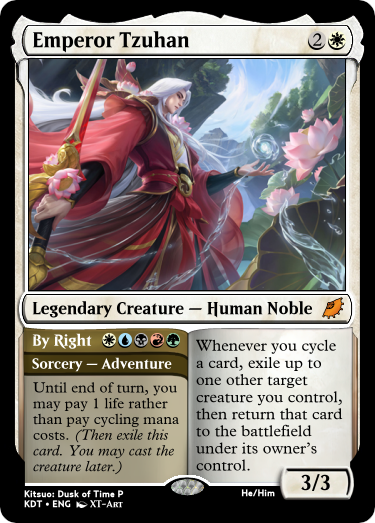 Emperor Tzuhan 2
Legendary Creature — Human Noble
By Right
Sorcery — Adventure
Until end of turn, you
may pay 1 life rather
than pay cycling mana
costs. (Then exile this
card. You may cast the
creature later.)
Whenever you cycle
a card, exile up to
one other target
creature you control,
then return that card
to the battlefield
under its owner's
control.
3/3
Kitsuo: Dusk of Time P
KDT • ENG XT-Art
He/Him